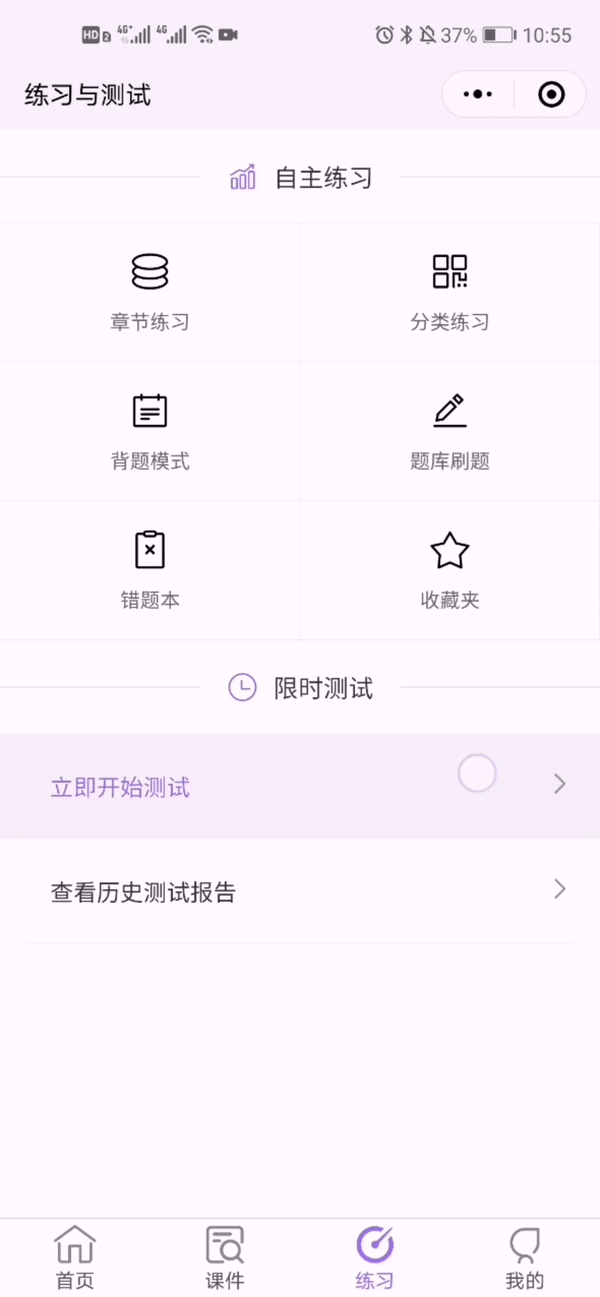 HD 2 4G+ 4G 37% 10:55
练习与测试
自主练习
章节练习 分类练习
背题模式 题库刷题
错题本 收藏夹
限时测试
立即开始测试
查看历史测试报告
首页 课件 练习 我的